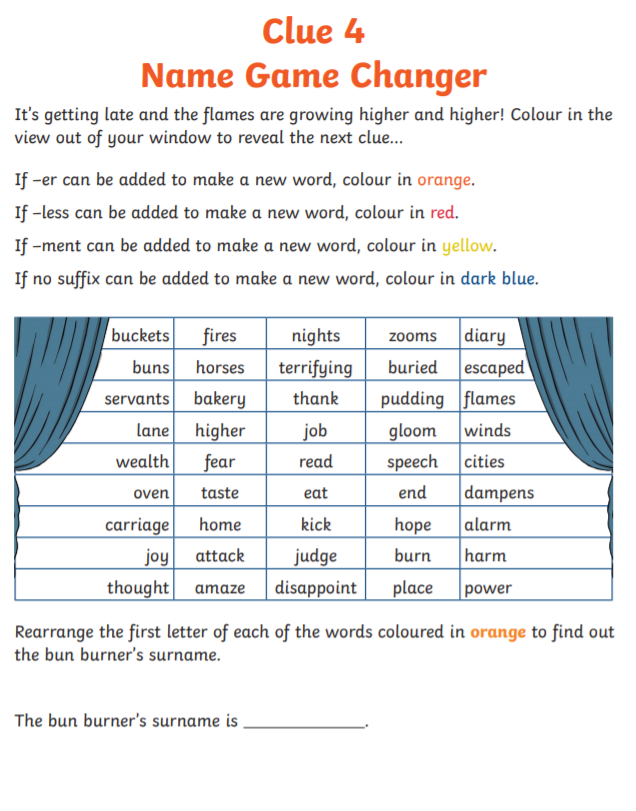 Clue 4
Name Game Changer
It's getting late and the flames are growing higher and higher! Colour in the
view out of your window to reveal the next clue...
If –er can be added to make a new word, colour in orange.
If –less can be added to make a new word, colour in red.
If –ment can be added to make a new word, colour in yellow.
If no suffix can be added to make a new word, colour in dark blue.
buckets fires nights zooms diary
buns horses terrifying buried escaped
servants bakery thank pudding flames
lane higher job gloom winds
wealth fear read speech cities
oven taste eat end dampens
carriage home kick hope alarm
joy attack judge burn harm
thought amaze disappoint place power
Rearrange the first letter of each of the words coloured in orange to find out
the bun burner's surname.
The bun burner's surname is ______________.